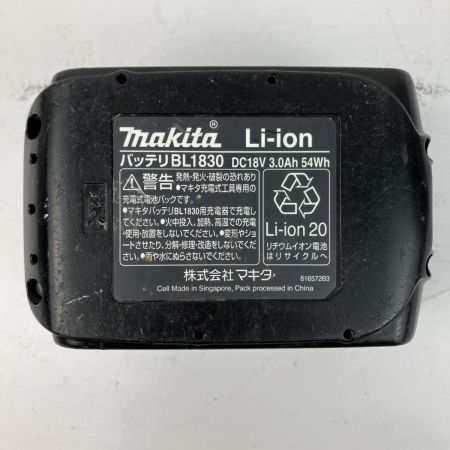 makita® Li-ion
バッテリBL1830 DC18V 3.0Ah 54Wh
⚠警告 発熱・発火・破裂の恐れあり
●マキタ充電式工具専用の
充電式電池パックです。
●マキタバッテリBL1830用充電器で充電し
てください。●火中投入、加熱、高温での充電
・使用・放置をしないでください。●変形やショ
ートさせたり、分解・修理・改造をしないでくだ
さい。●雨や水にぬらさないでください。
Li-ion 20
リチウムイオン電池
はリサイクルへ
株式会社マキタ 816572B3
Cell Made in Singapore, Pack processed in China